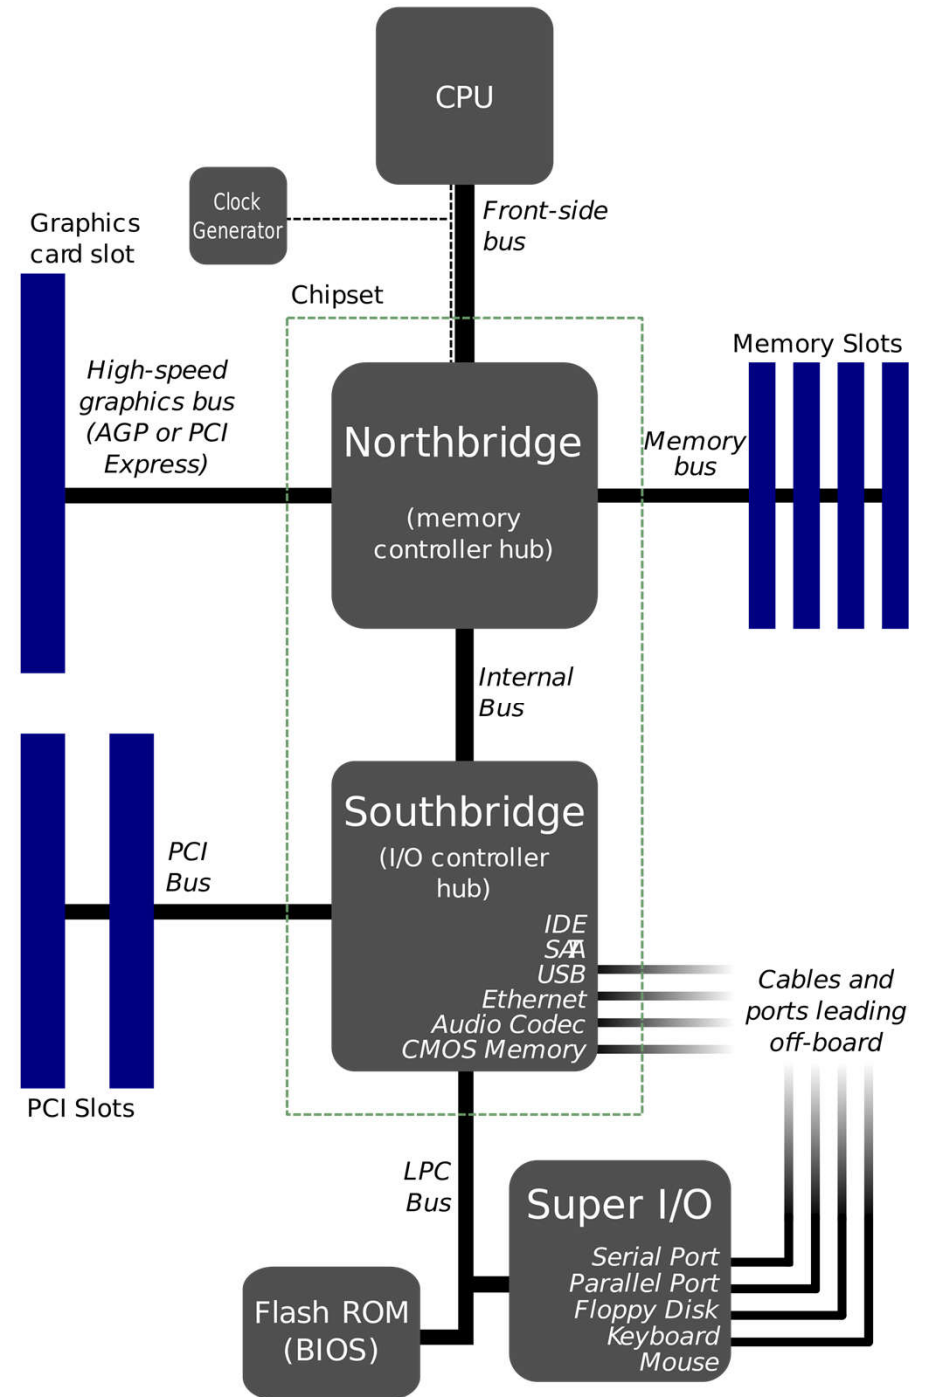 CPU
Clock
Generator
Front-side
bus
Graphics
card slot
Chipset
High-speed
graphics bus
(AGP or PCI
Express)
Northbridge
(memory
controller hub)
Memory Slots
Memory
bus
Internal
Bus
Southbridge
(I/O controller
hub)
IDE
SATA
USB
Ethernet
Audio Codec
CMOS Memory
PCI
Bus
PCI Slots
Cables and
ports leading
off-board
LPC
Bus
Super I/O
Serial Port
Parallel Port
Floppy Disk
Keyboard
Mouse
Flash ROM
(BIOS)